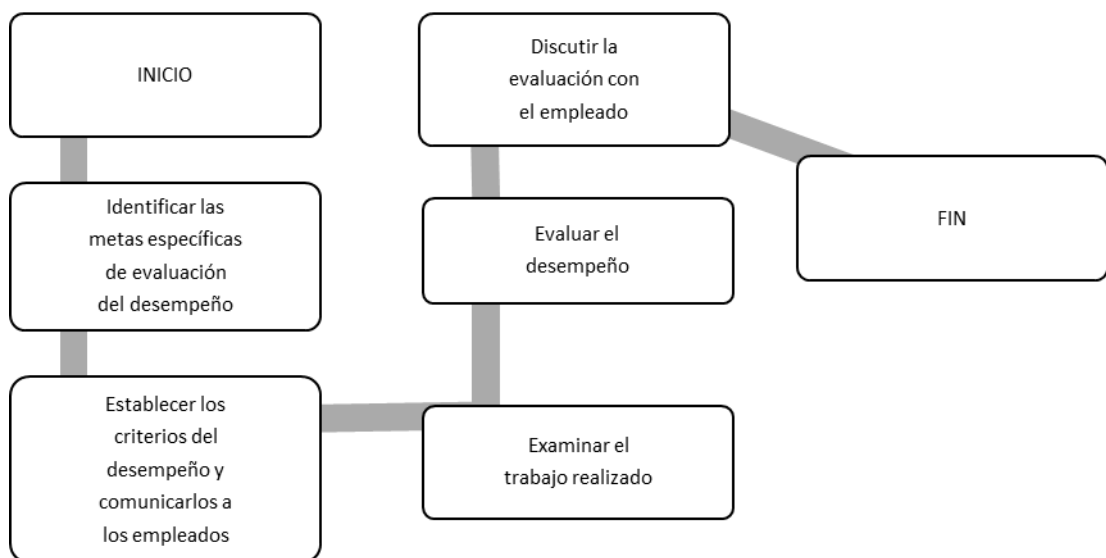 INICIO
Identificar las
metas específicas
de evaluación
del desempeño
Establecer los
criterios del
desempeño y
comunicarlos a
los empleados
Examinar el
trabajo realizado
Evaluar el
desempeño
Discutir la
evaluación con
el empleado
FIN